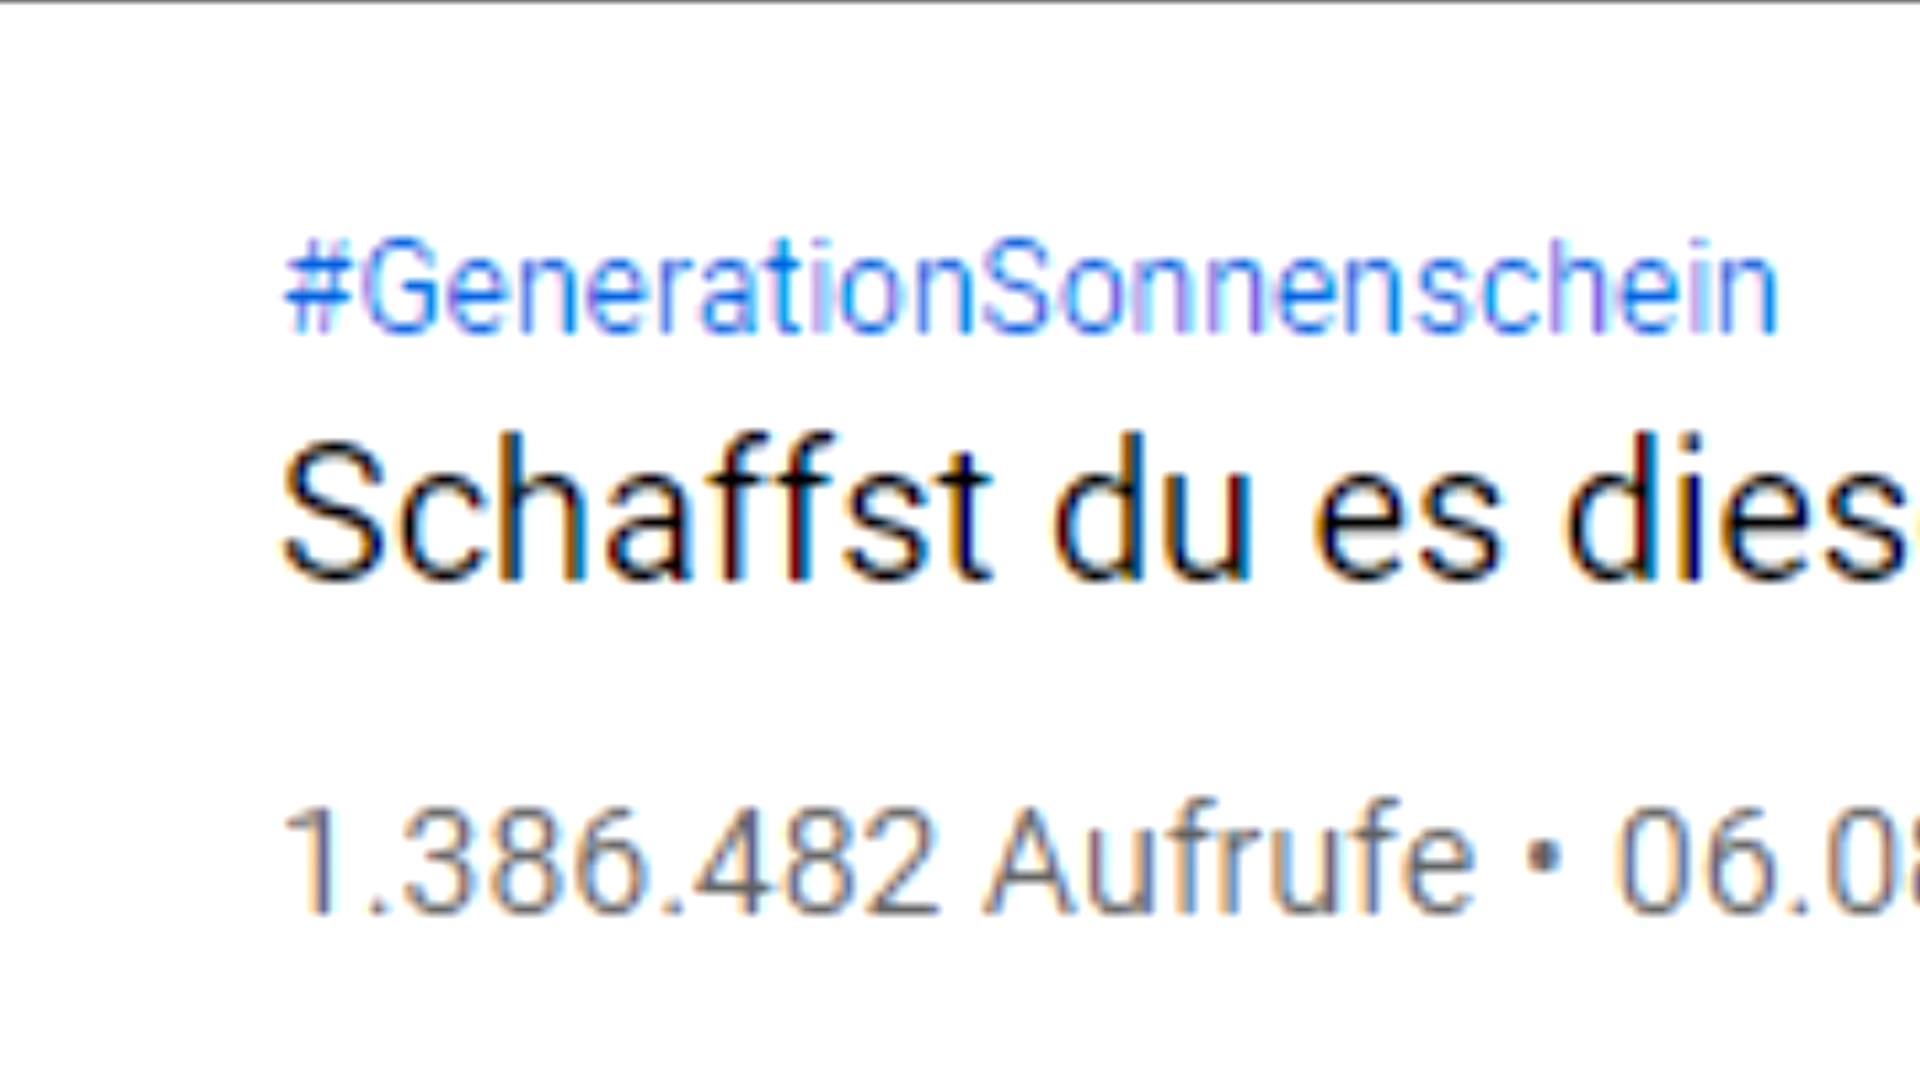 #GenerationSonnenschein
Schaffst du es dies
1.386.482 Aufrufe • 06.0